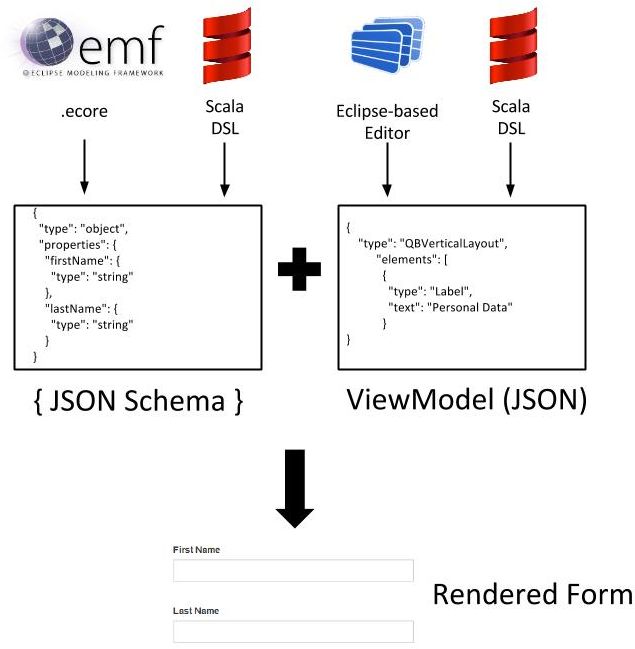 emf
ECLIPSE MODELING FRAMEWORK
.ecore
Scala
DSL
Eclipse-based
Editor
Scala
DSL
{
"type": "object",
"properties": {
"firstName": {
"type": "string"
},
"lastName": {
"type": "string"
}
}
{
"type": "QBVerticalLayout",
"elements": [
{
"type": "Label",
"text": "Personal Data"
}
}
{ JSON Schema }
ViewModel (JSON)
First Name
Last Name
Rendered Form